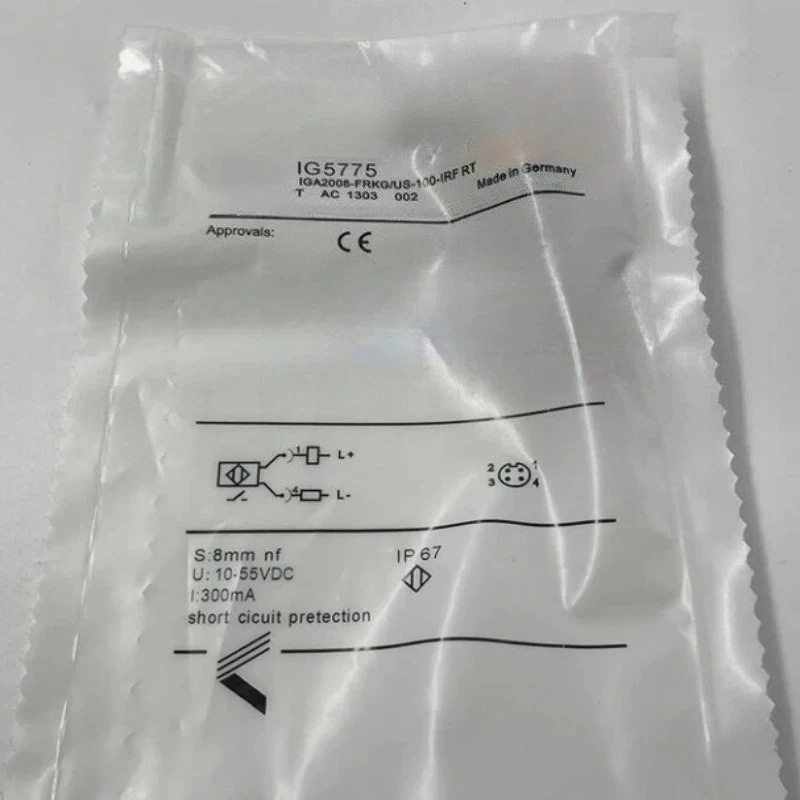 IG5775
IGA2008-FRKG/US-100-IRF RT
Made in Germany
T AC 1303 002
Approvals:
CE
1 L+
4 L-
2 1
3 4
S:8mm nf
IP 67
U: 10-55VDC
I:300mA
short cicuit pretection